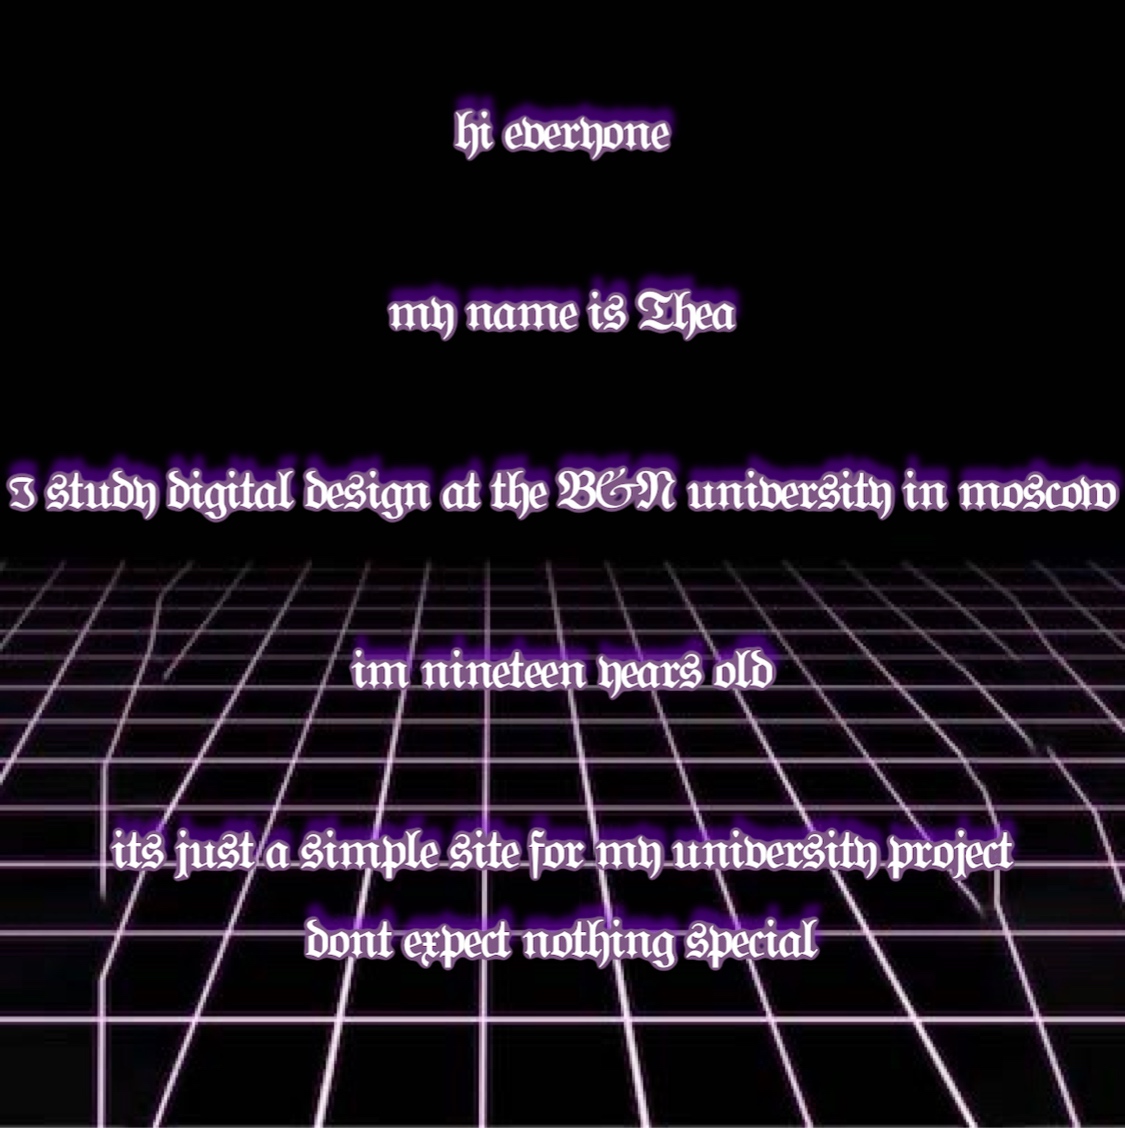 hi everyone
my name is Thea
I study digital design at the B&N university in moscow
im nineteen years old
its just a simple site for my university project
dont expect nothing special